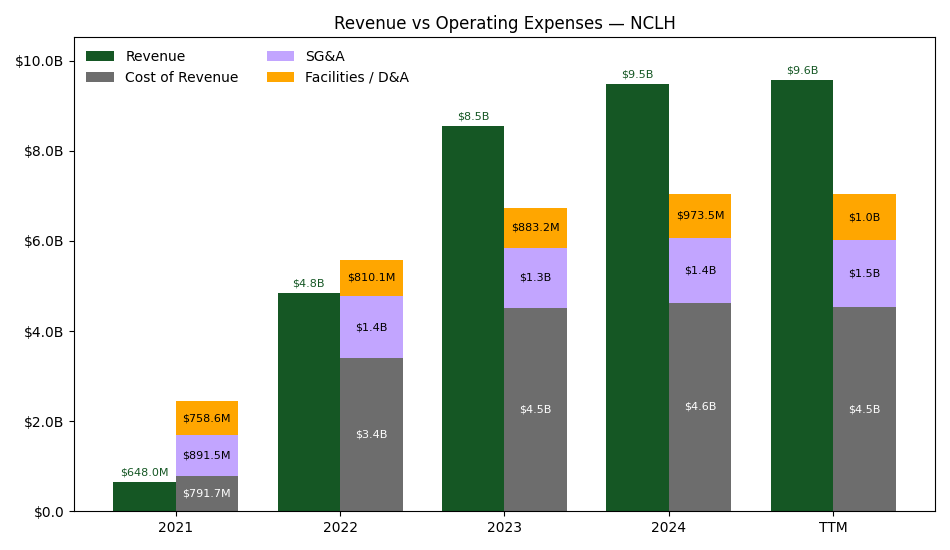 Revenue vs Operating Expenses — NCLH
Revenue
Cost of Revenue
SG&A
Facilities / D&A
$10.0B
$8.0B
$6.0B
$4.0B
$2.0B
$0.0
$648.0M
$758.6M
$891.5M
$791.7M
$4.8B
$810.1M
$1.4B
$3.4B
$8.5B
$883.2M
$1.3B
$4.5B
$9.5B
$973.5M
$1.4B
$4.6B
$9.6B
$1.0B
$1.5B
$4.5B
2021
2022
2023
2024
TTM